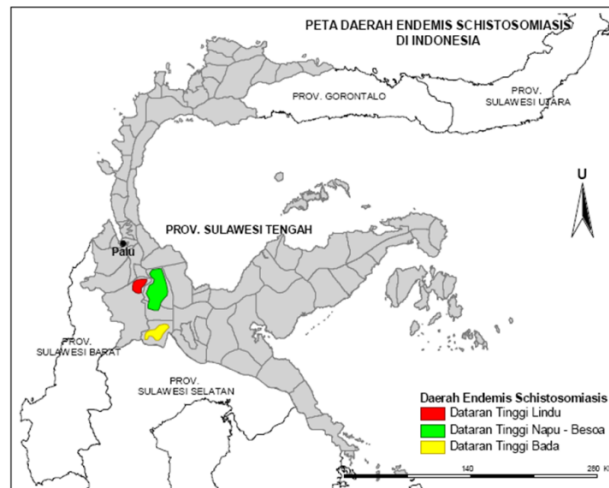 PETA DAERAH ENDEMIS SCHISTOSOMIASIS
DI INDONESIA
PROV. GORONTALO
PROV.
SULAWESI UTARA
U
PROV. SULAWESI TENGAH
Palu
PROV.
SULAWESI BARAT
PROV.
SULAWESI SELATAN
Daerah Endemis Schistosomiasis
Dataran Tinggi Lindu
Dataran Tinggi Napu - Besoa
Dataran Tinggi Bada
140
280